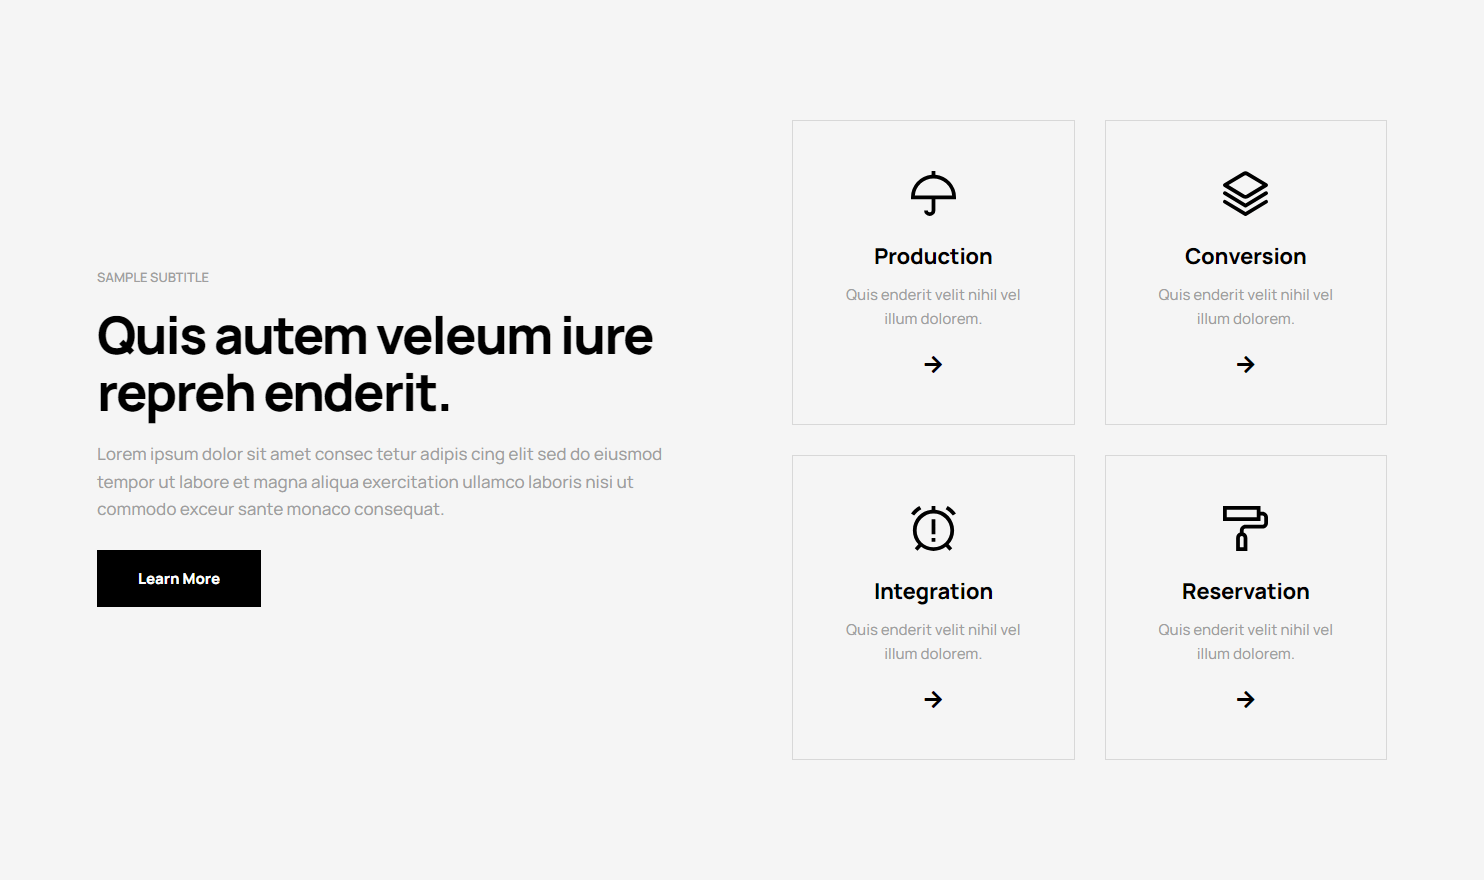 SAMPLE SUBTITLE
Quis autem veleum iure
repreh enderit.
Lorem ipsum dolor sit amet consec tetur adipis cing elit sed do eiusmod
tempor ut labore et magna aliqua exercitation ullamco laboris nisi ut
commodo exceur sante monaco consequat.
Learn More
Production
Quis enderit velit nihil vel
illum dolorem.
Conversion
Quis enderit velit nihil vel
illum dolorem.
Integration
Quis enderit velit nihil vel
illum dolorem.
Reservation
Quis enderit velit nihil vel
illum dolorem.